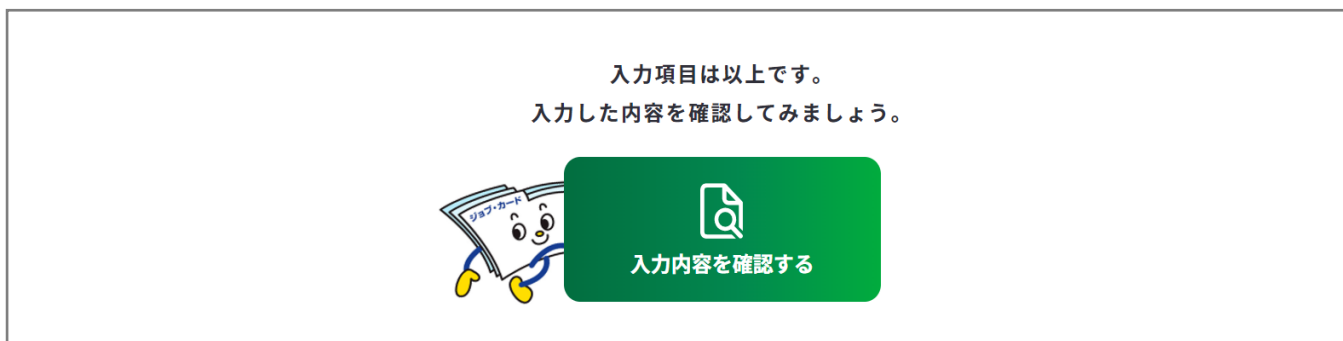 入力項目は以上です。
入力した内容を確認してみましょう。
ジョブ・カード
入力内容を確認する